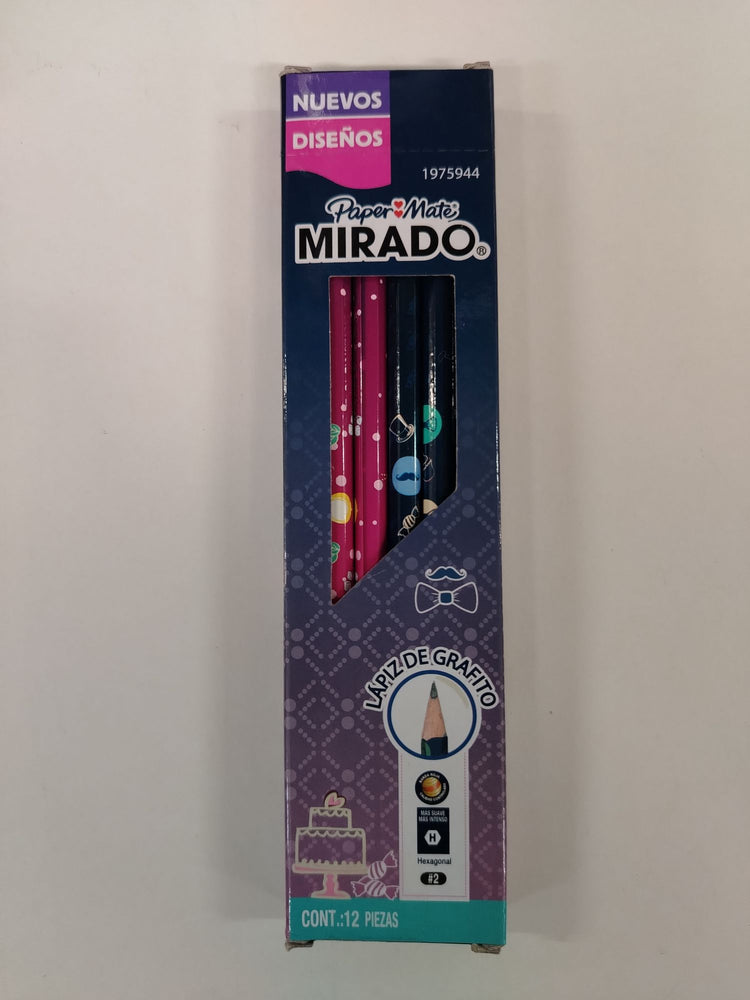 NUEVOS
DISEÑOS
1975944
Paper Mate®
MIRADO®
LÁPIZ DE GRAFITO
MÁS SUAVE
MÁS INTENSO
H
Hexagonal
#2
CONT.:12 PIEZAS